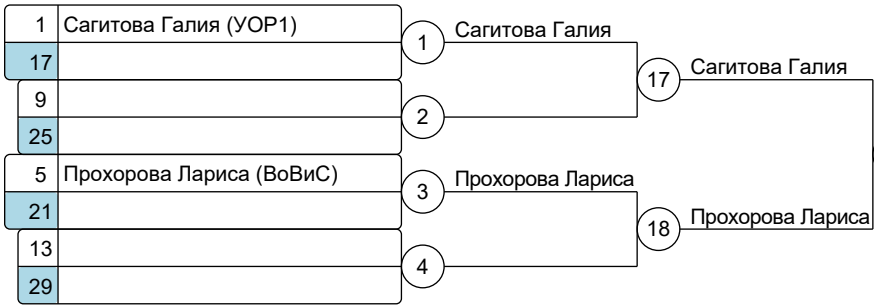 1 Сагитова Галия (УОР1)
1 Сагитова Галия
17
17 Сагитова Галия
9
2
25
5 Прохорова Лариса (ВоВиС)
3 Прохорова Лариса
21
18 Прохорова Лариса
13
4
29